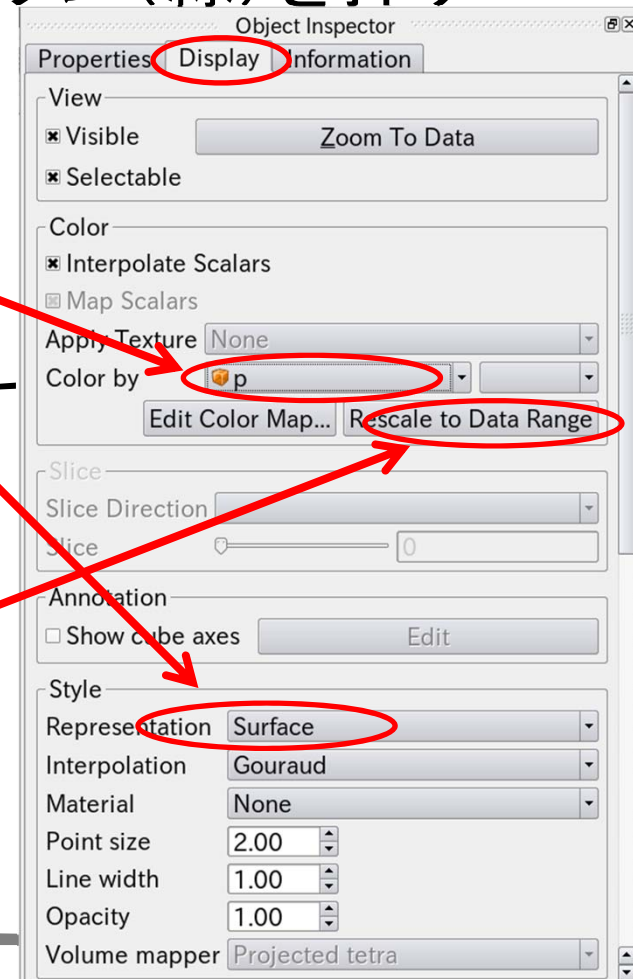 Object Inspector
Properties Display Information
View
Visible Zoom To Data
Selectable
Color
Interpolate Scalars
Map Scalars
Apply Texture None
Color by p
Edit Color Map... Rescale to Data Range
Slice
Slice Direction
Slice 0
Annotation
Show cube axes Edit
Style
Representation Surface
Interpolation Gouraud
Material None
Point size 2.00
Line width 1.00
Opacity 1.00
Volume mapper Projected tetra